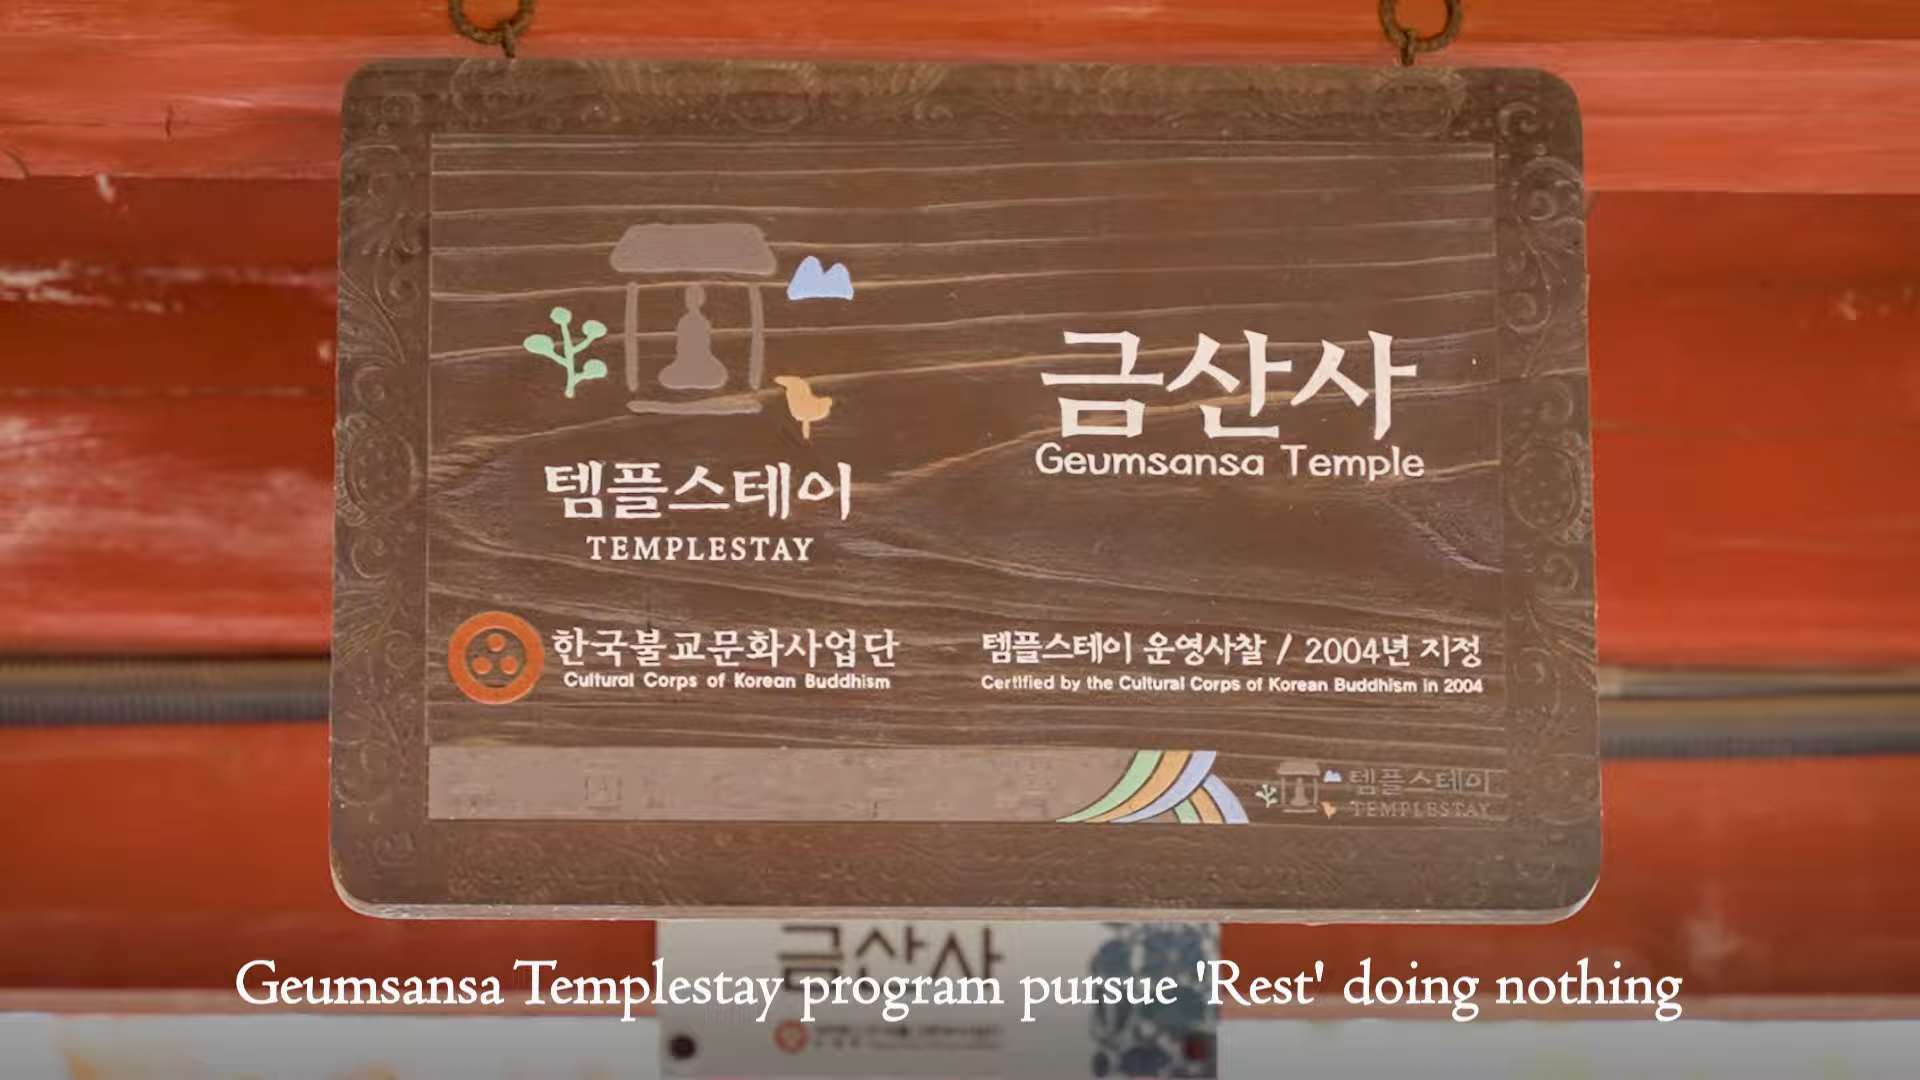 템플스테이
TEMPLESTAY
금산사
Geumsansa Temple
한국불교문화사업단
Cultural Corps of Korean Buddhism
템플스테이 운영사찰 / 2004년 지정
Certified by the Cultural Corps of Korean Buddhism in 2004
템플스테이
TEMPLESTAY
금산사
Geumsansa Templestay program pursue 'Rest' doing nothing